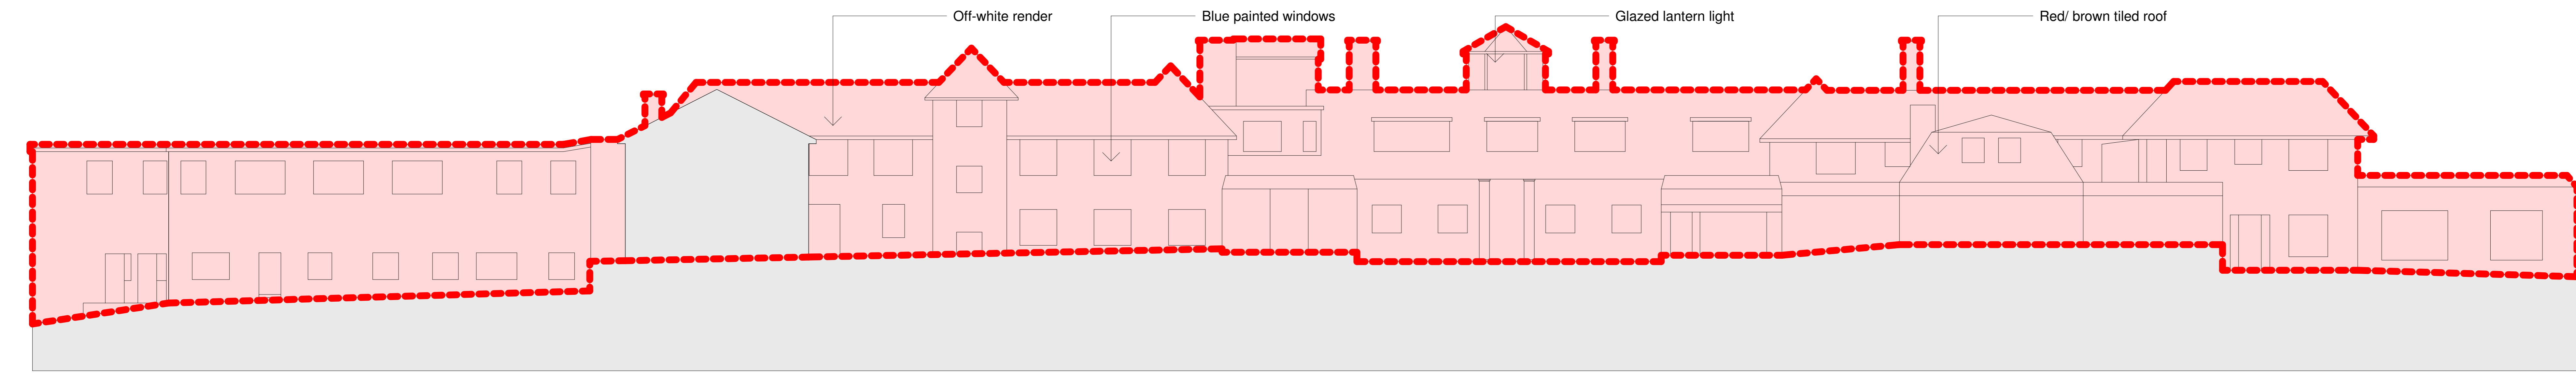 Off-white render
Blue painted windows
Glazed lantern light
Red/ brown tiled roof